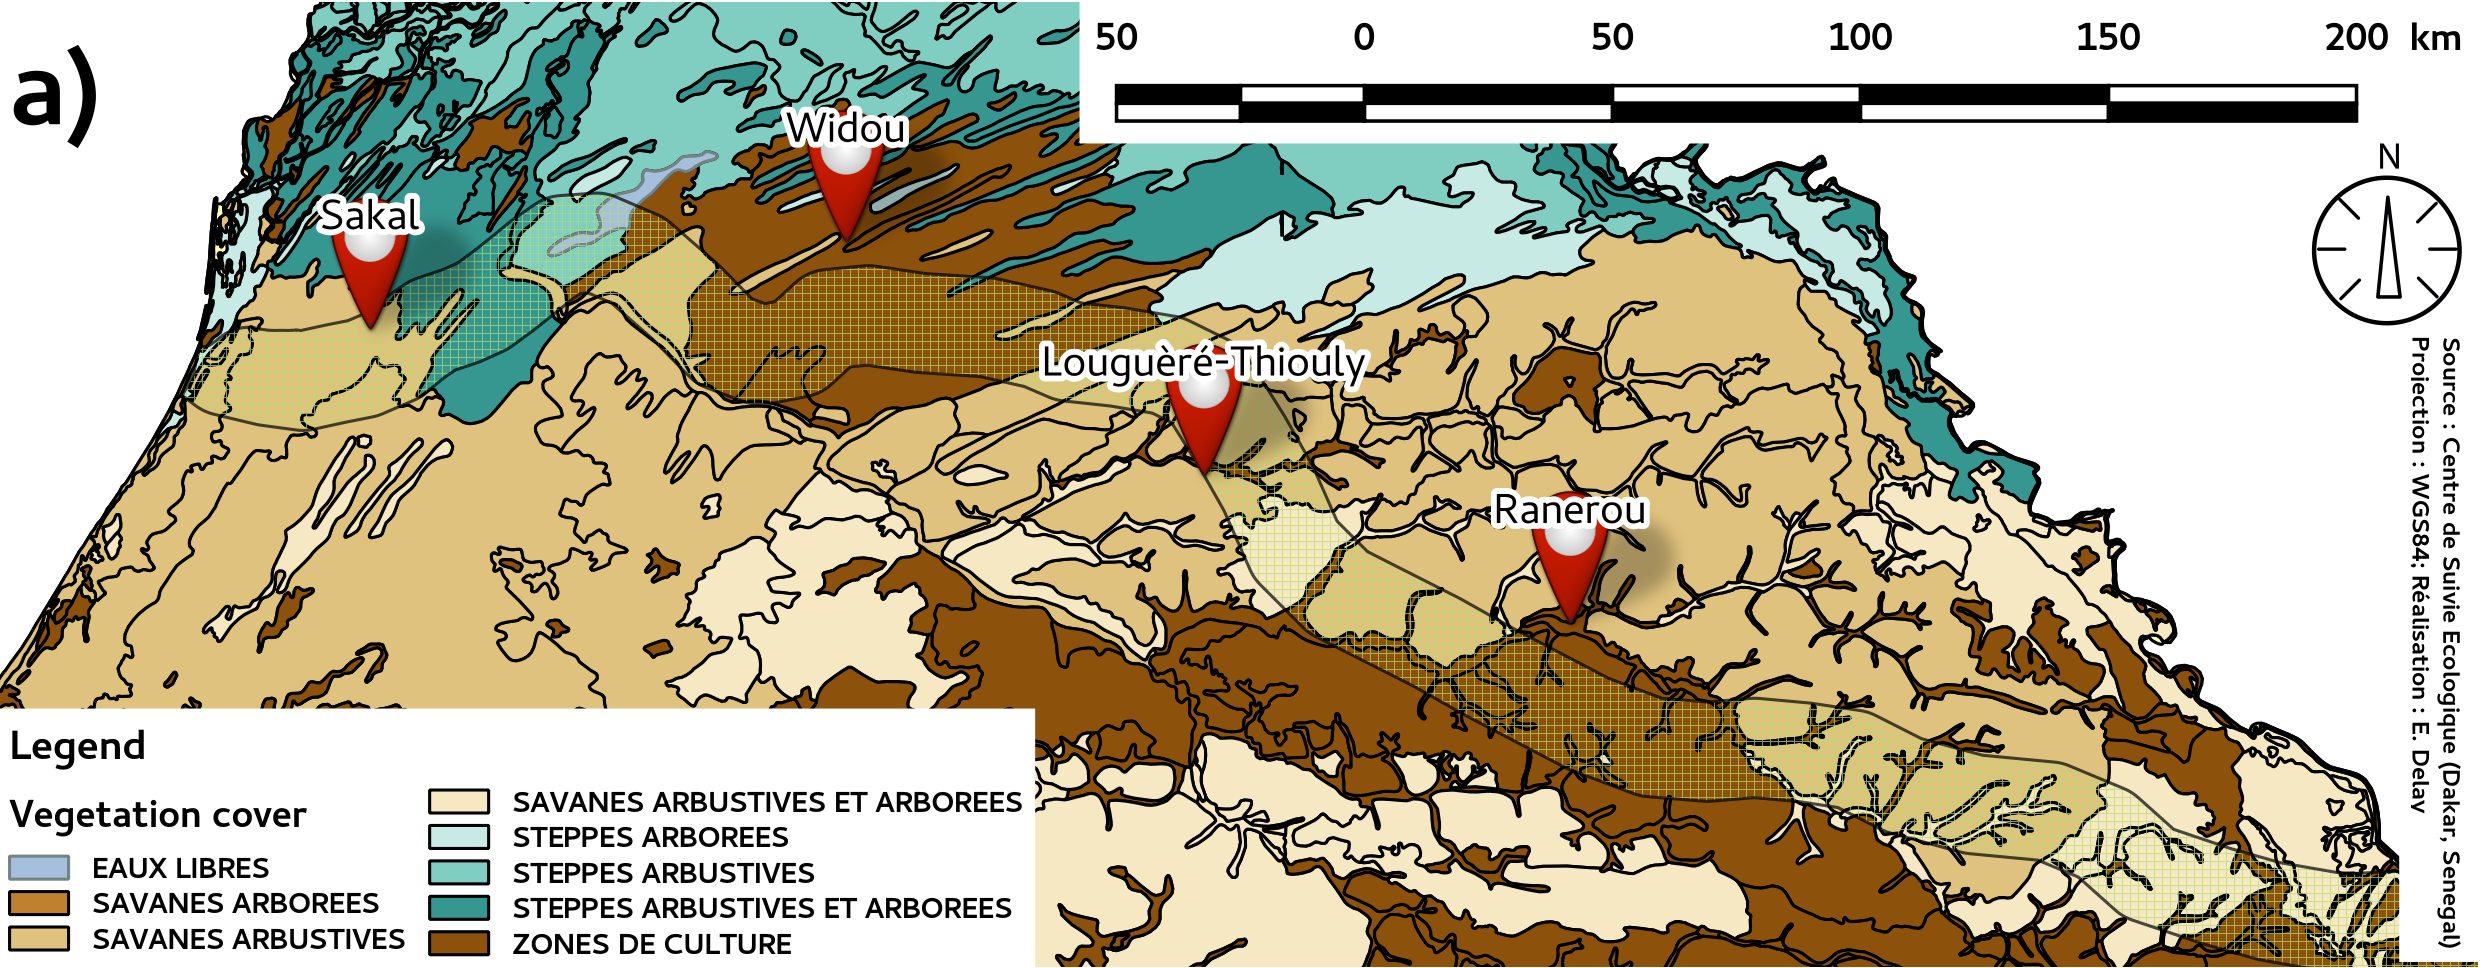 a)
50 0 50 100 150 200 km
N
Widou
Sakal
Louguèré-Thiouly
Ranerou
Source : Centre de Suivie Ecologique (Dakar, Senegal)
Projection : WGS84; Réalisation : E. Delay
Legend
Vegetation cover
EAUX LIBRES
SAVANES ARBOREES
SAVANES ARBUSTIVES
SAVANES ARBUSTIVES ET ARBOREES
STEPPES ARBOREES
STEPPES ARBUSTIVES
STEPPES ARBUSTIVES ET ARBOREES
ZONES DE CULTURE